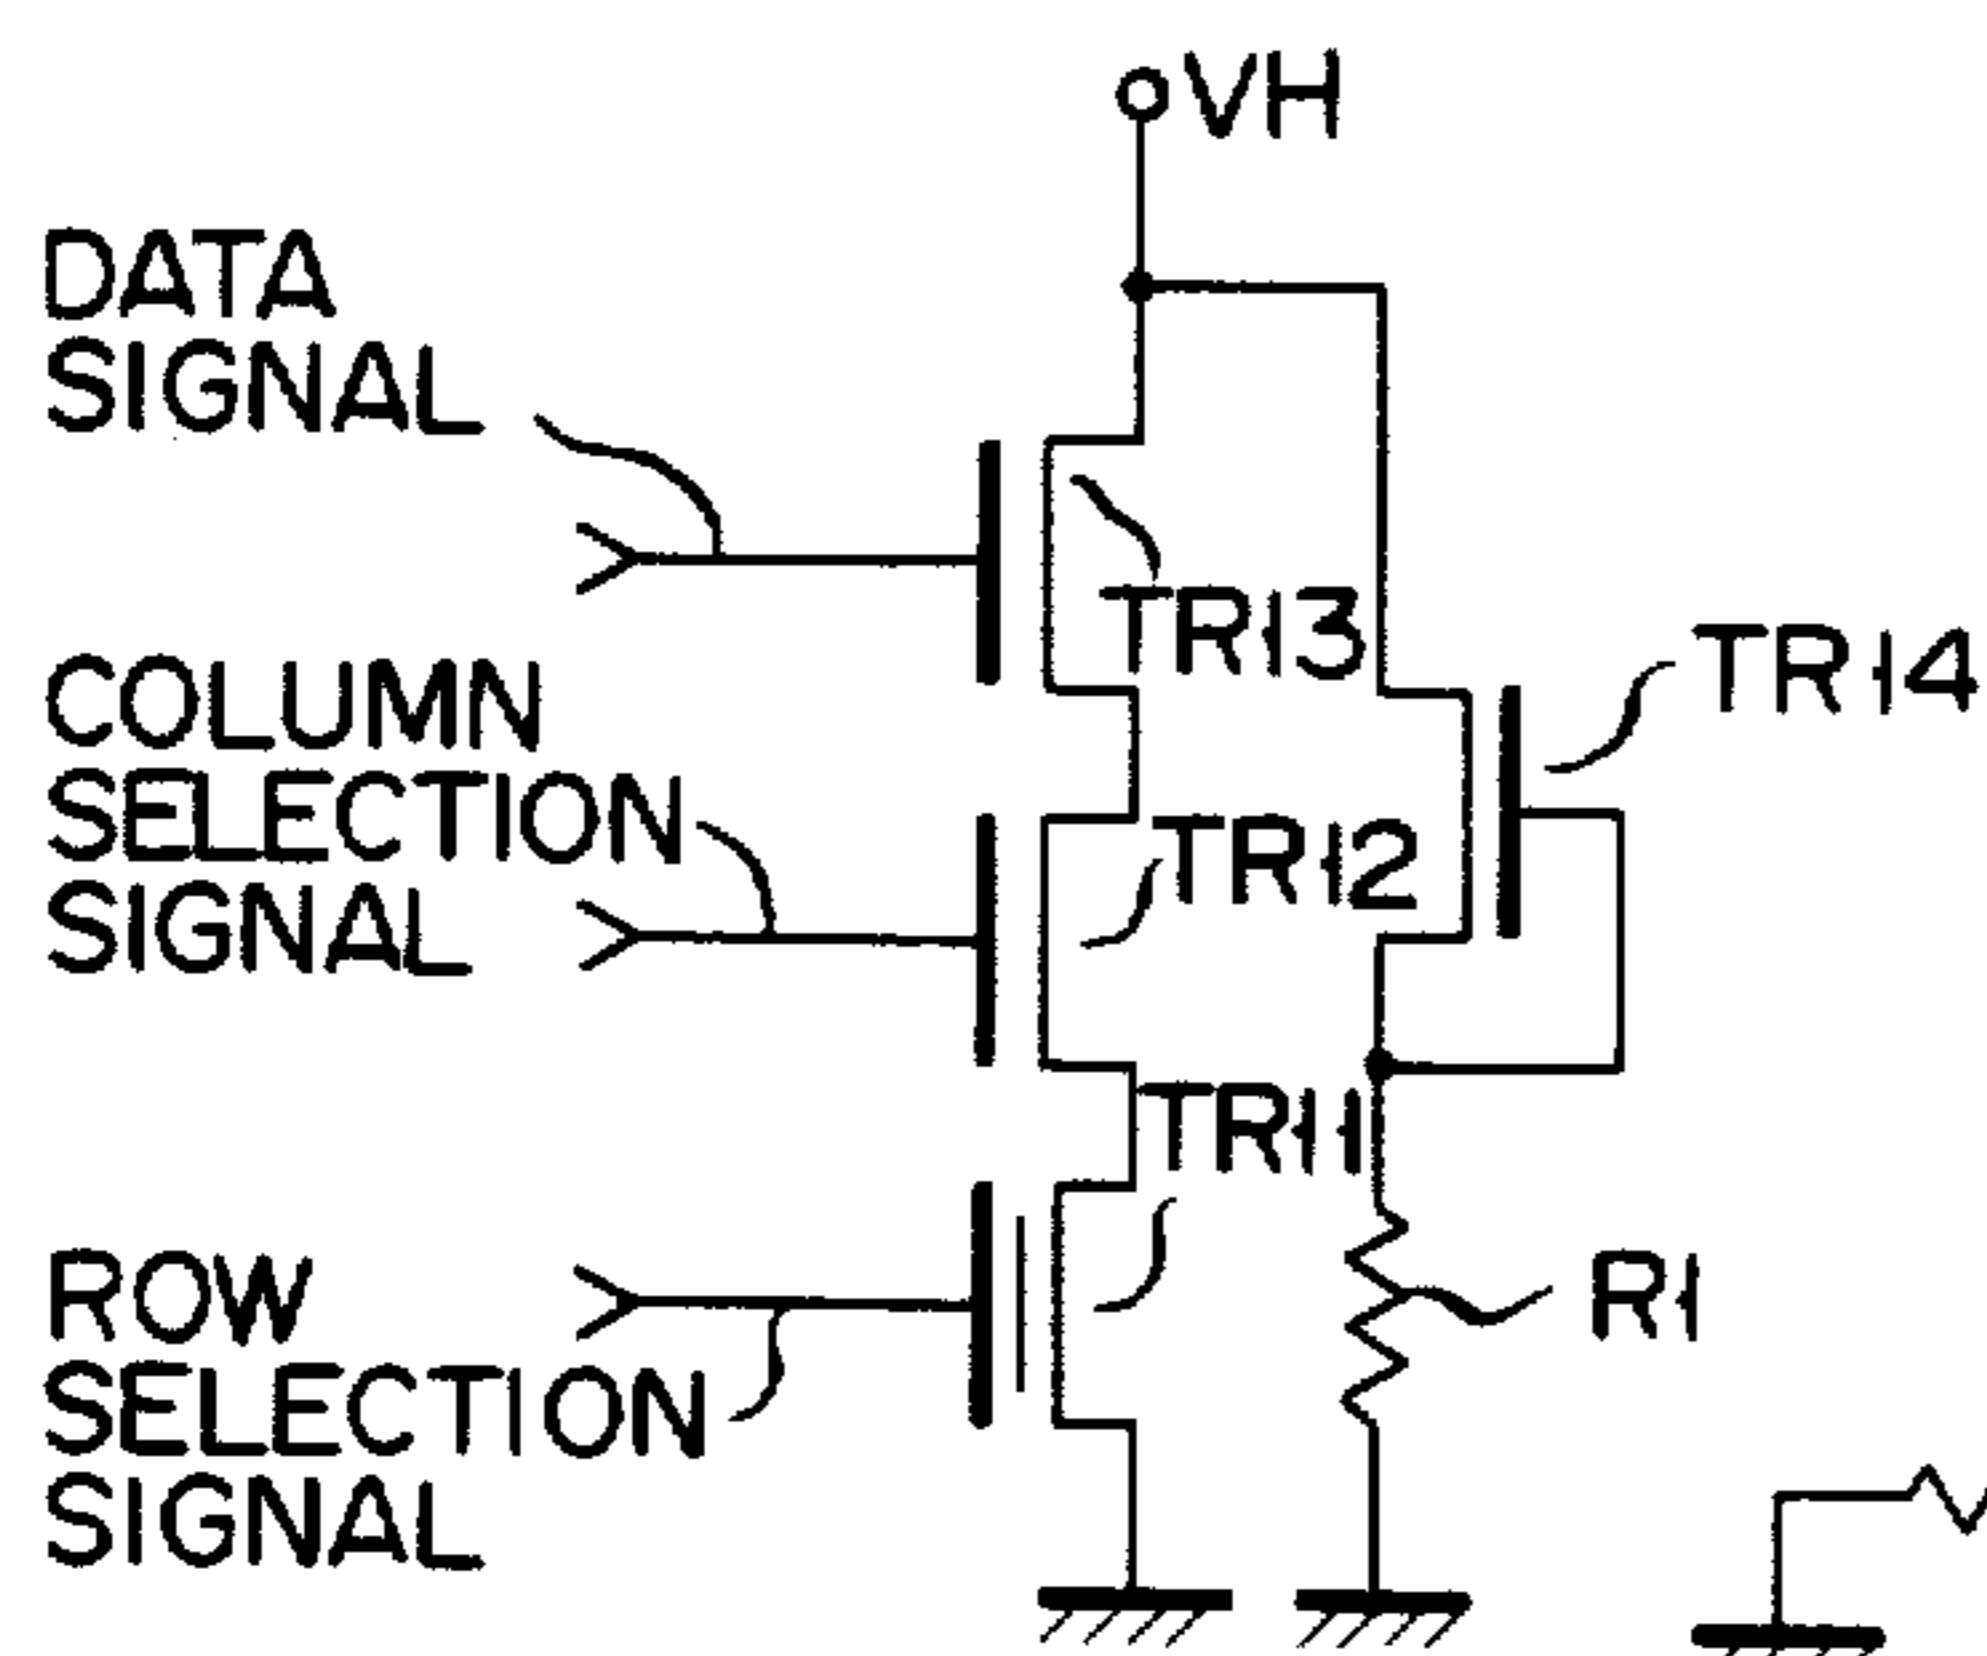 VH
DATA
SIGNAL
TR13
TR14
COLUMN
SELECTION
SIGNAL
TR12
TR11
ROW
SELECTION
SIGNAL
R1